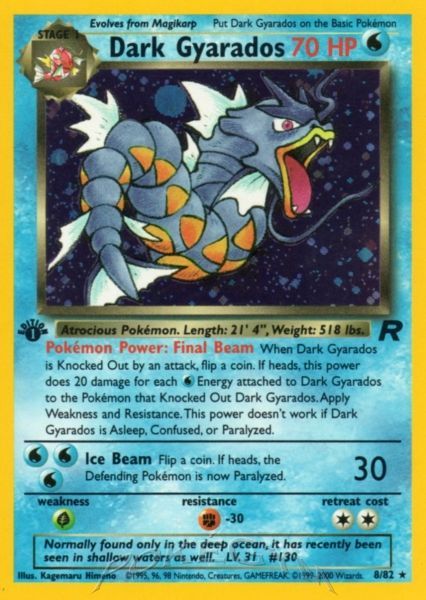 Evolves from Magikarp Put Dark Gyarados on the Basic Pokémon
STAGE 1
Dark Gyarados 70 HP
EDITION
1
Atrocious Pokémon. Length: 21' 4", Weight: 518 lbs.
R
Pokémon Power: Final Beam When Dark Gyarados
is Knocked Out by an attack, flip a coin. If heads, this power
does 20 damage for each Energy attached to Dark Gyarados
to the Pokémon that Knocked Out Dark Gyarados. Apply
Weakness and Resistance. This power doesn't work if Dark
Gyarados is Asleep, Confused, or Paralyzed.
Ice Beam Flip a coin. If heads, the
Defending Pokémon is now Paralyzed.
30
weakness resistance retreat cost
-30
Normally found only in the deep ocean, it has recently been
seen in shallow waters as well. LV. 31 #130
Illus. Kagemaru Himeno ©1995, 96, 98 Nintendo, Creatures, GAMEFREAK. ©1999-2000 Wizards. 8/82 ★